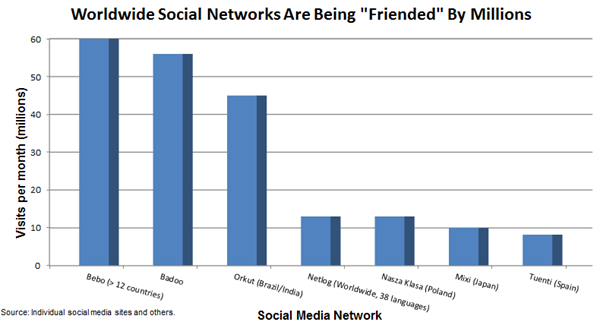 Worldwide Social Networks Are Being "Friended" By Millions
Visits per month (millions)
60
50
40
30
20
10
0
Bebo (> 12 countries)
Badoo
Orkut (Brazil/India)
Netlog (Worldwide, 38 languages)
Nasza Klasa (Poland)
Mixi (Japan)
Tuenti (Spain)
Social Media Network
Source: Individual social media sites and others.